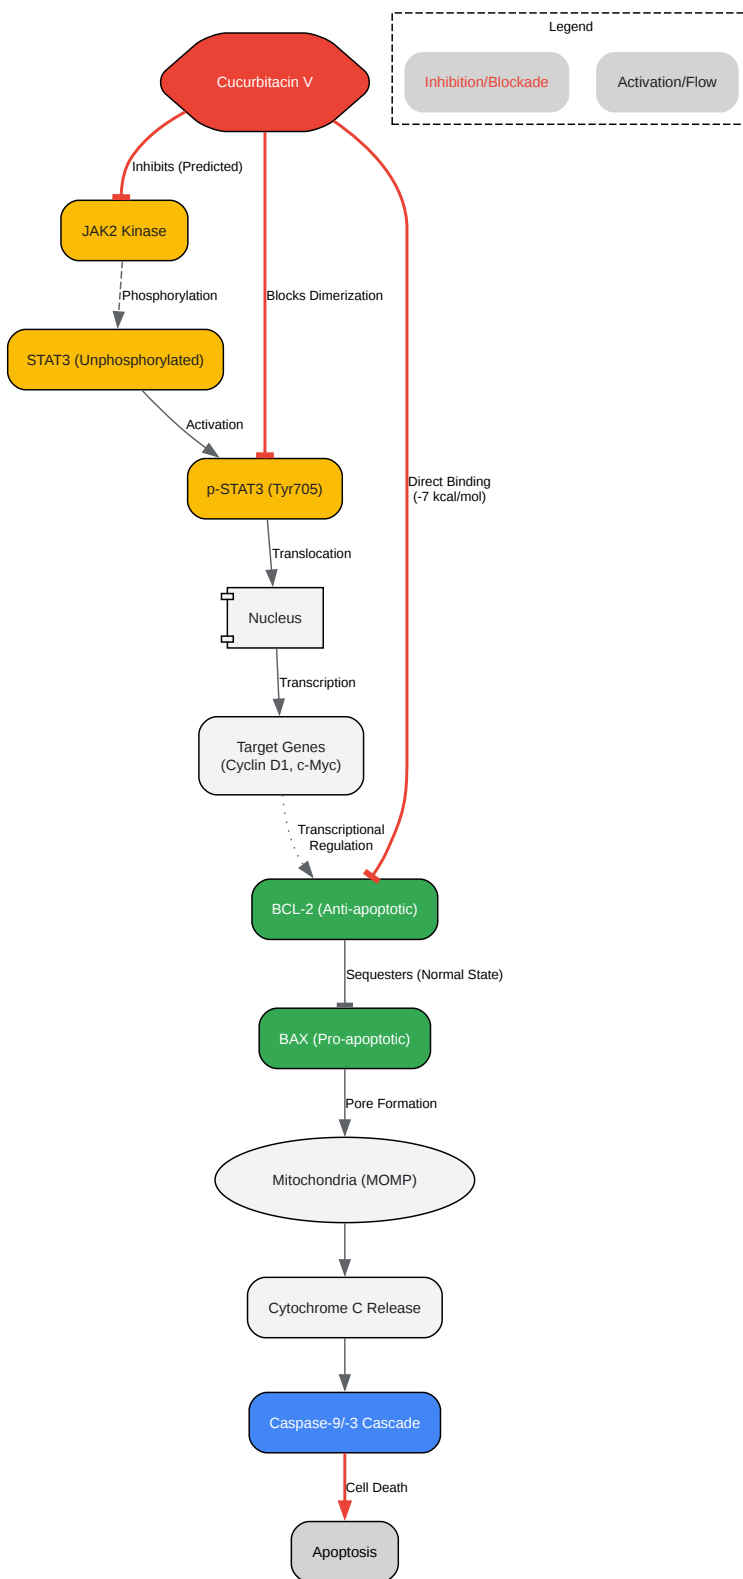 Legend
Cucurbitacin V
Inhibition/Blockade
Activation/Flow
Inhibits (Predicted)
JAK2 Kinase
Phosphorylation
Blocks Dimerization
STAT3 (Unphosphorylated)
Activation
p-STAT3 (Tyr705)
Direct Binding
(-7 kcal/mol)
Translocation
Nucleus
Transcription
Target Genes
(Cyclin D1, c-Myc)
Transcriptional
Regulation
BCL-2 (Anti-apoptotic)
Sequesters (Normal State)
BAX (Pro-apoptotic)
Pore Formation
Mitochondria (MOMP)
Cytochrome C Release
Caspase-9/-3 Cascade
Cell Death
Apoptosis